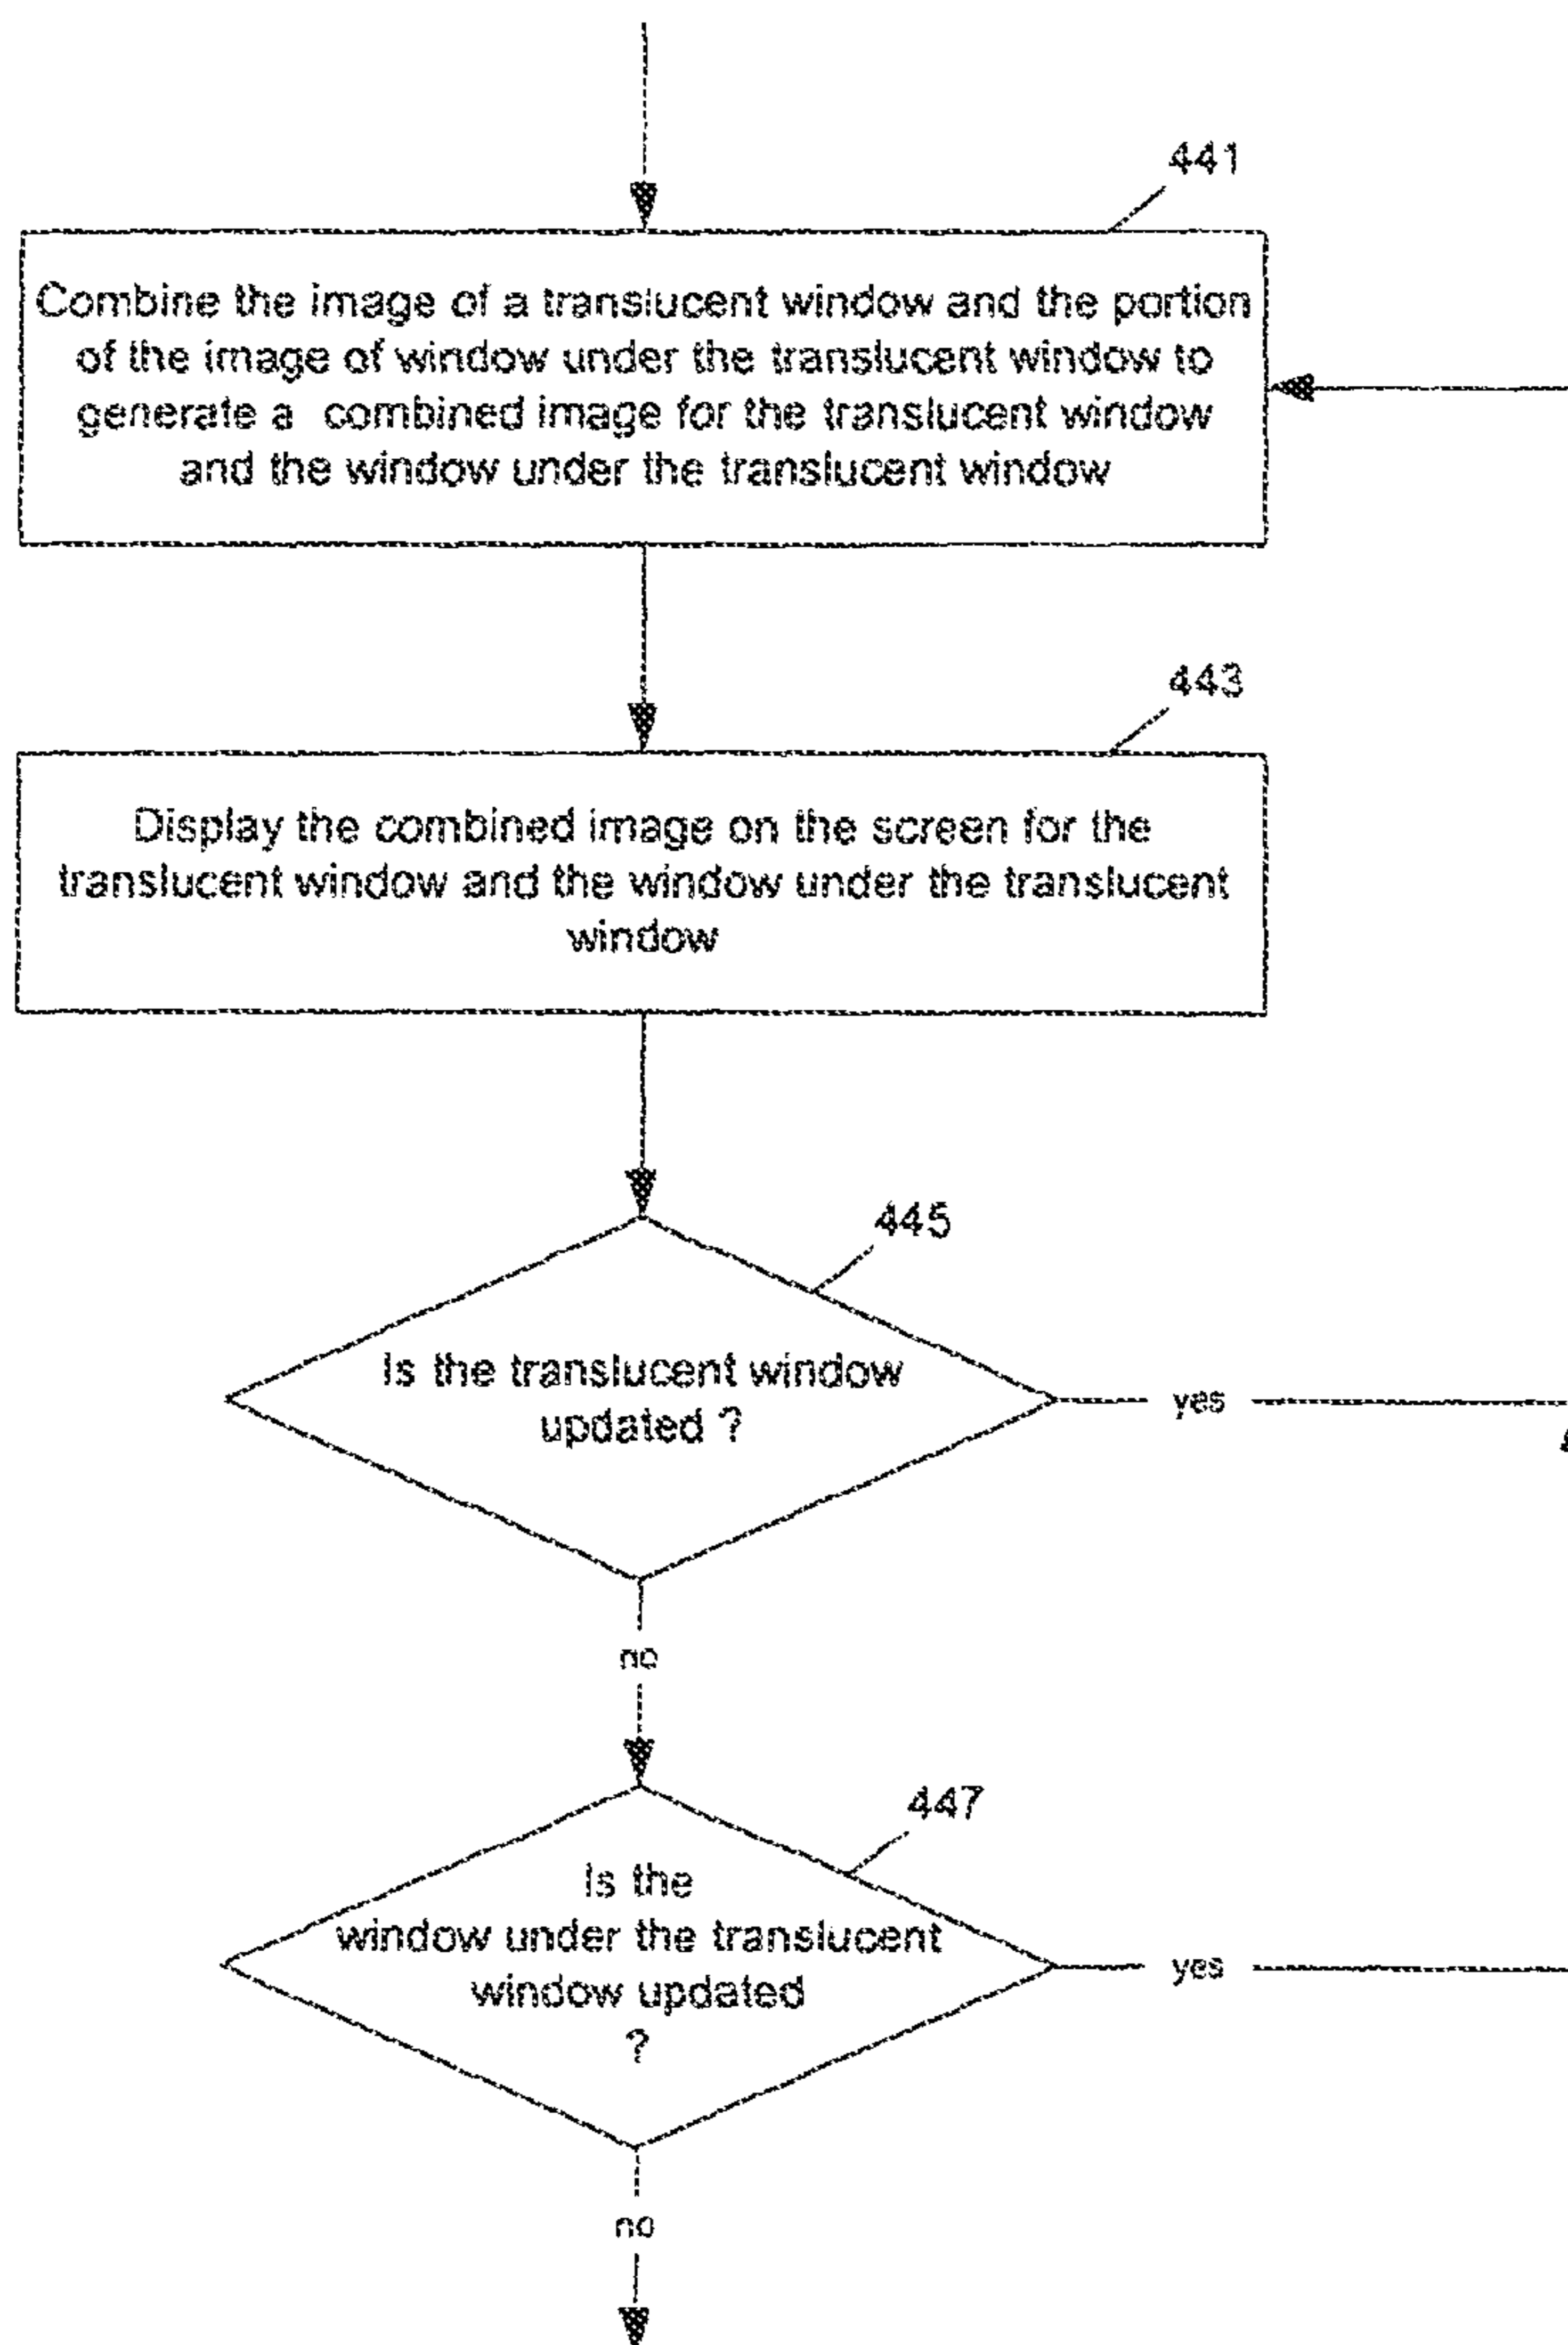 441
Combine the image of a translucent window and the portion
of the image of window under the translucent window to
generate a combined image for the translucent window
and the window under the translucent window
443
Display the combined image on the screen for the
translucent window and the window under the translucent
window
445
Is the translucent window
updated ?
yes
no
447
Is the
window under the translucent
window updated
?
yes
no